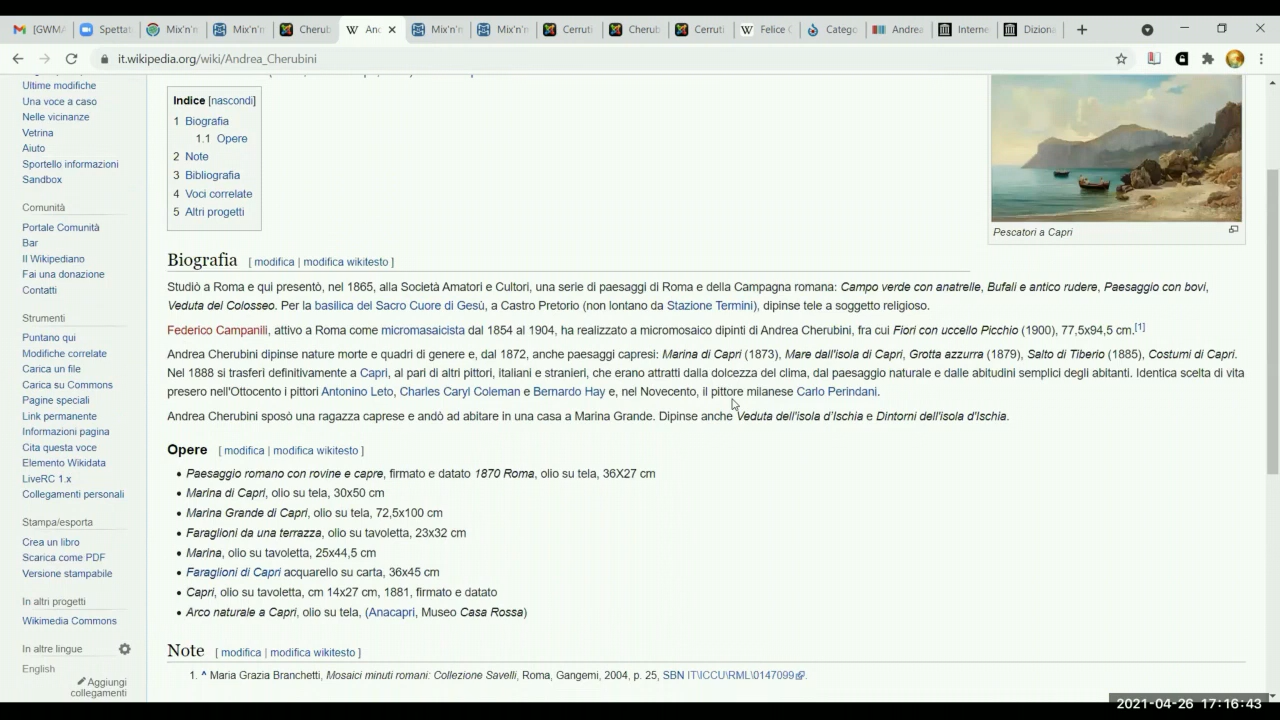 [GWMA
Spettat
Mix'n'm
Mix'n'm
Cherub
And
Mix'n'm
Mix'n'm
Cerruti
Cherub
Cerruti
Felice C
Catego
Andrea
Interne
Diziona
it.wikipedia.org/wiki/Andrea_Cherubini
Ultime modifiche
Una voce a caso
Nelle vicinanze
Vetrina
Aiuto
Sportello informazioni
Sandbox
Comunità
Portale Comunità
Bar
Il Wikipediano
Fai una donazione
Contatti
Strumenti
Puntano qui
Modifiche correlate
Carica un file
Carica su Commons
Pagine speciali
Link permanente
Informazioni pagina
Cita questa voce
Elemento Wikidata
LiveRC 1.x
Collegamenti personali
Stampa/esporta
Crea un libro
Scarica come PDF
Versione stampabile
In altri progetti
Wikimedia Commons
In altre lingue
English
Aggiungi
collegamenti
Indice [nascondi]
1 Biografia
1.1 Opere
2 Note
3 Bibliografia
4 Voci correlate
5 Altri progetti
Pescatori a Capri
Biografia [ modifica | modifica wikitesto ]
Studiò a Roma e qui presentò, nel 1865, alla Società Amatori e Cultori, una serie di paesaggi di Roma e della Campagna romana: Campo verde con anatrelle, Bufali e antico rudere, Paesaggio con bovi,
Veduta del Colosseo. Per la basilica del Sacro Cuore di Gesù, a Castro Pretorio (non lontano da Stazione Termini), dipinse tele a soggetto religioso.
Federico Campanili, attivo a Roma come micromasaicista dal 1854 al 1904, ha realizzato a micromosaico dipinti di Andrea Cherubini, fra cui Fiori con uccello Picchio (1900), 77,5x94,5 cm.[1]
Andrea Cherubini dipinse nature morte e quadri di genere e, dal 1872, anche paesaggi capresi: Marina di Capri (1873), Mare dall'isola di Capri, Grotta azzurra (1879), Salto di Tiberio (1885), Costumi di Capri.
Nel 1888 si trasferì definitivamente a Capri, al pari di altri pittori, italiani e stranieri, che erano attratti dalla dolcezza del clima, dal paesaggio naturale e dalle abitudini semplici degli abitanti. Identica scelta di vita
presero nell'Ottocento i pittori Antonino Leto, Charles Caryl Coleman e Bernardo Hay e, nel Novecento, il pittore milanese Carlo Perindani.
Andrea Cherubini sposò una ragazza caprese e andò ad abitare in una casa a Marina Grande. Dipinse anche Veduta dell'isola d'Ischia e Dintorni dell'isola d'Ischia.
Opere [ modifica | modifica wikitesto ]
• Paesaggio romano con rovine e capre, firmato e datato 1870 Roma, olio su tela, 36X27 cm
• Marina di Capri, olio su tela, 30x50 cm
• Marina Grande di Capri, olio su tela, 72,5x100 cm
• Faraglioni da una terrazza, olio su tavoletta, 23x32 cm
• Marina, olio su tavoletta, 25x44,5 cm
• Faraglioni di Capri acquarello su carta, 36x45 cm
• Capri, olio su tavoletta, cm 14x27 cm, 1881, firmato e datato
• Arco naturale a Capri, olio su tela, (Anacapri, Museo Casa Rossa)
Note [ modifica | modifica wikitesto ]
1. ^ Maria Grazia Branchetti, Mosaici minuti romani: Collezione Savelli, Roma, Gangemi, 2004, p. 25, SBN IT\ICCU\RML\0147099.
2021-04-26 17:16:43